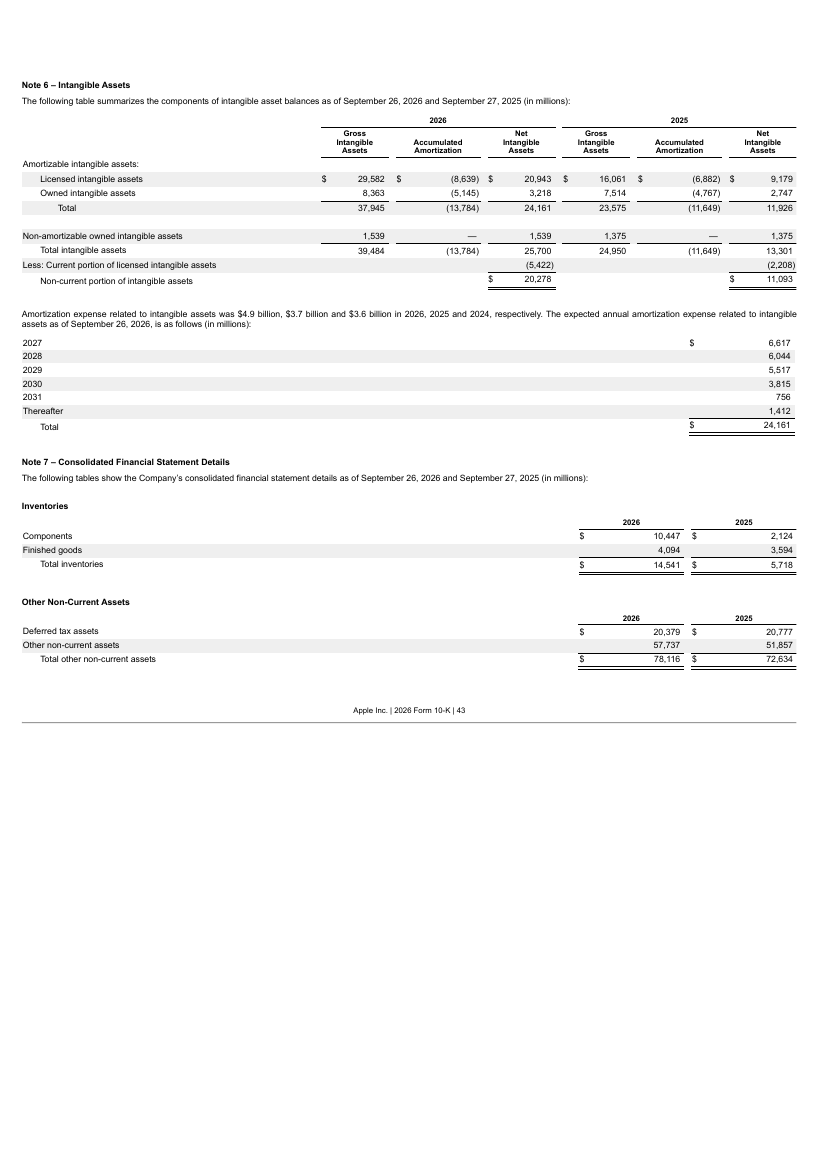 Note 6 – Intangible Assets
The following table summarizes the components of intangible asset balances as of September 26, 2026 and September 27, 2025 (in millions):
2026 2025
Gross Intangible Assets Accumulated Amortization Net Intangible Assets Gross Intangible Assets Accumulated Amortization Net Intangible Assets
Amortizable intangible assets:
Licensed intangible assets $ 29,582 $ (8,639) $ 20,943 $ 16,061 $ (6,882) $ 9,179
Owned intangible assets 8,363 (5,145) 3,218 7,514 (4,767) 2,747
Total 37,945 (13,784) 24,161 23,575 (11,649) 11,926
Non-amortizable owned intangible assets 1,539 — 1,539 1,375 — 1,375
Total intangible assets 39,484 (13,784) 25,700 24,950 (11,649) 13,301
Less: Current portion of licensed intangible assets (5,422) (2,208)
Non-current portion of intangible assets $ 20,278 $ 11,093
Amortization expense related to intangible assets was $4.9 billion, $3.7 billion and $3.6 billion in 2026, 2025 and 2024, respectively. The expected annual amortization expense related to intangible
assets as of September 26, 2026, is as follows (in millions):
2027 $ 6,617
2028 6,044
2029 5,517
2030 3,815
2031 756
Thereafter 1,412
Total $ 24,161
Note 7 – Consolidated Financial Statement Details
The following tables show the Company's consolidated financial statement details as of September 26, 2026 and September 27, 2025 (in millions):
Inventories
2026 2025
Components $ 10,447 $ 2,124
Finished goods 4,094 3,594
Total inventories $ 14,541 $ 5,718
Other Non-Current Assets
2026 2025
Deferred tax assets $ 20,379 $ 20,777
Other non-current assets 57,737 51,857
Total other non-current assets $ 78,116 $ 72,634
Apple Inc. | 2026 Form 10-K | 43